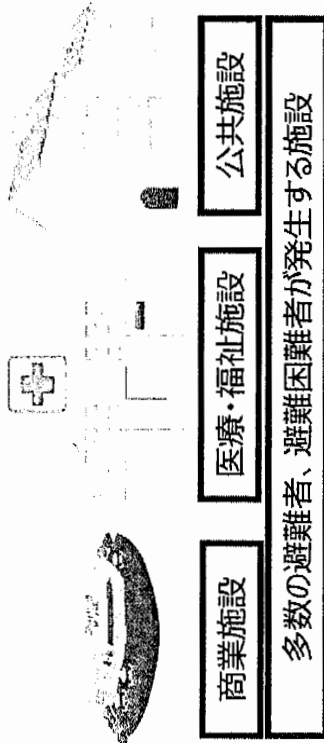 商業施設
医療・福祉施設
公共施設
多数の避難者、避難困難者が発生する施設